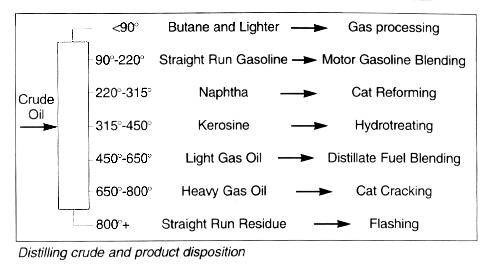 <90° Butane and Lighter Gas processing
90°-220° Straight Run Gasoline Motor Gasoline Blending
220°-315° Naphtha Cat Reforming
Crude Oil
315°-450° Kerosine Hydrotreating
450°-650° Light Gas Oil Distillate Fuel Blending
650°-800° Heavy Gas Oil Cat Cracking
800°+ Straight Run Residue Flashing
Distilling crude and product disposition